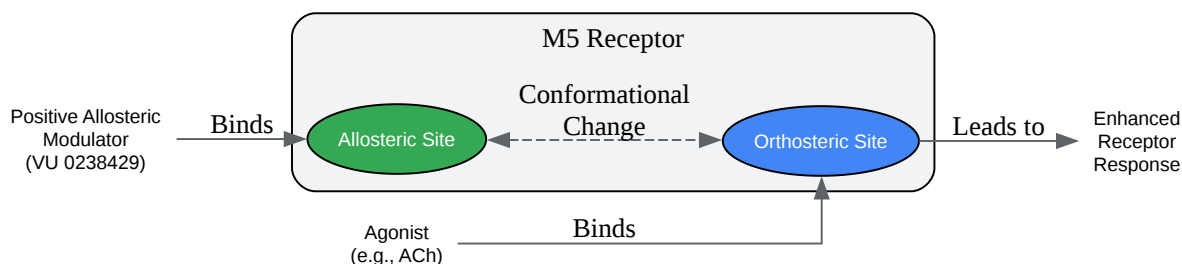 M5 Receptor
Positive Allosteric
Modulator
(VU 0238429)
Binds
Allosteric Site
Conformational
Change
Orthosteric Site
Leads to
Enhanced
Receptor
Response
Agonist
(e.g., ACh)
Binds